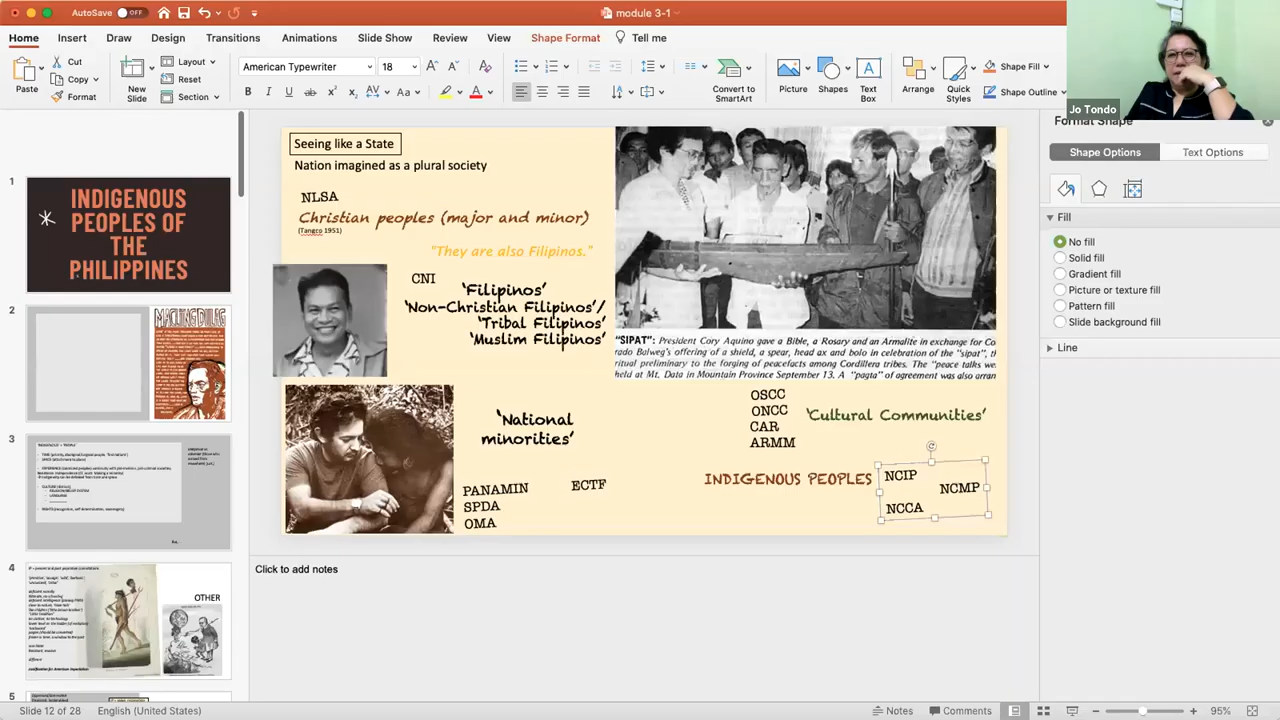 AutoSave OFF
module 3-1
Home Insert Draw Design Transitions Animations Slide Show Review View Shape Format Tell me
Paste
Cut
Copy
Format
New Slide
Layout
Reset
Section
American Typewriter 18
Convert to SmartArt
Picture
Shapes
Text Box
Arrange
Quick Styles
Shape Fill
Shape Outline
Jo Tondo
1
INDIGENOUS
PEOPLES OF
THE
PHILIPPINES
2
3
4
OTHER
5
Seeing like a State
Nation imagined as a plural society
NLSA
Christian peoples (major and minor)
(Tangco 1951)
"They are also Filipinos."
CNI
'Filipinos'
'Non-Christian Filipinos'/
'Tribal Filipinos'
'Muslim Filipinos'
"SIPAT": President Cory Aquino gave a Bible, a Rosary and an Armalite in exchange for Co
rado Balweg's offering of a shield, a spear, head ax and bolo in celebration of the "sipat", th
ritual preliminary to the forging of peacefacts among Cordillera tribes. The "peace talks we
held at Mt. Data in Mountain Province September 13. A "pagta" of agreement was also arran
'National
minorities'
PANAMIN
SPDA
OMA
ECTF
OSCC
ONCC
CAR
ARMM
'Cultural Communities'
INDIGENOUS PEOPLES
NCIP
NCMP
NCCA
Click to add notes
Format Shape
Shape Options
Text Options
Fill
No fill
Solid fill
Gradient fill
Picture or texture fill
Pattern fill
Slide background fill
Line
Slide 12 of 28 English (United States) Notes Comments 95%